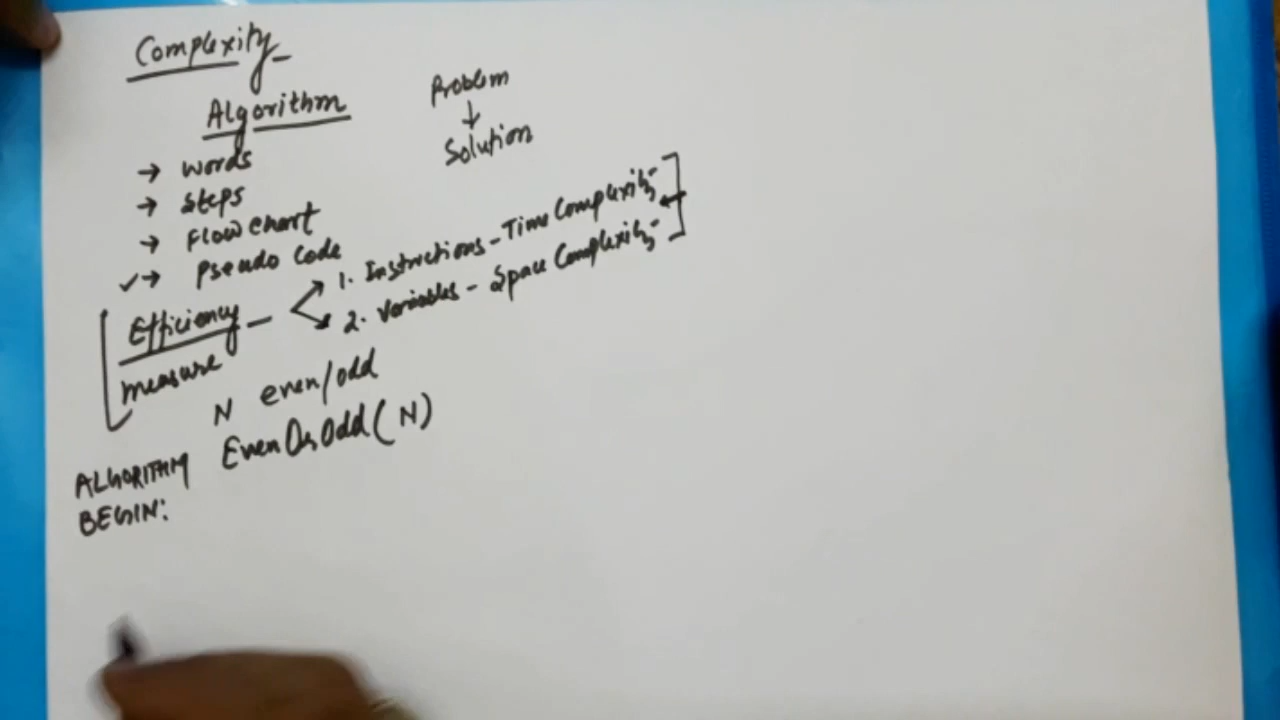 Complexity
Algorithm
→ words
→ steps
→ Flow chart
✓→ Pseudo Code
Problem
↓
Solution
Efficiency -
measure
1. Instructions - Time Complexity
2. Variables - Space Complexity
N even/odd
ALGORITHM EvenOrOdd(N)
BEGIN: